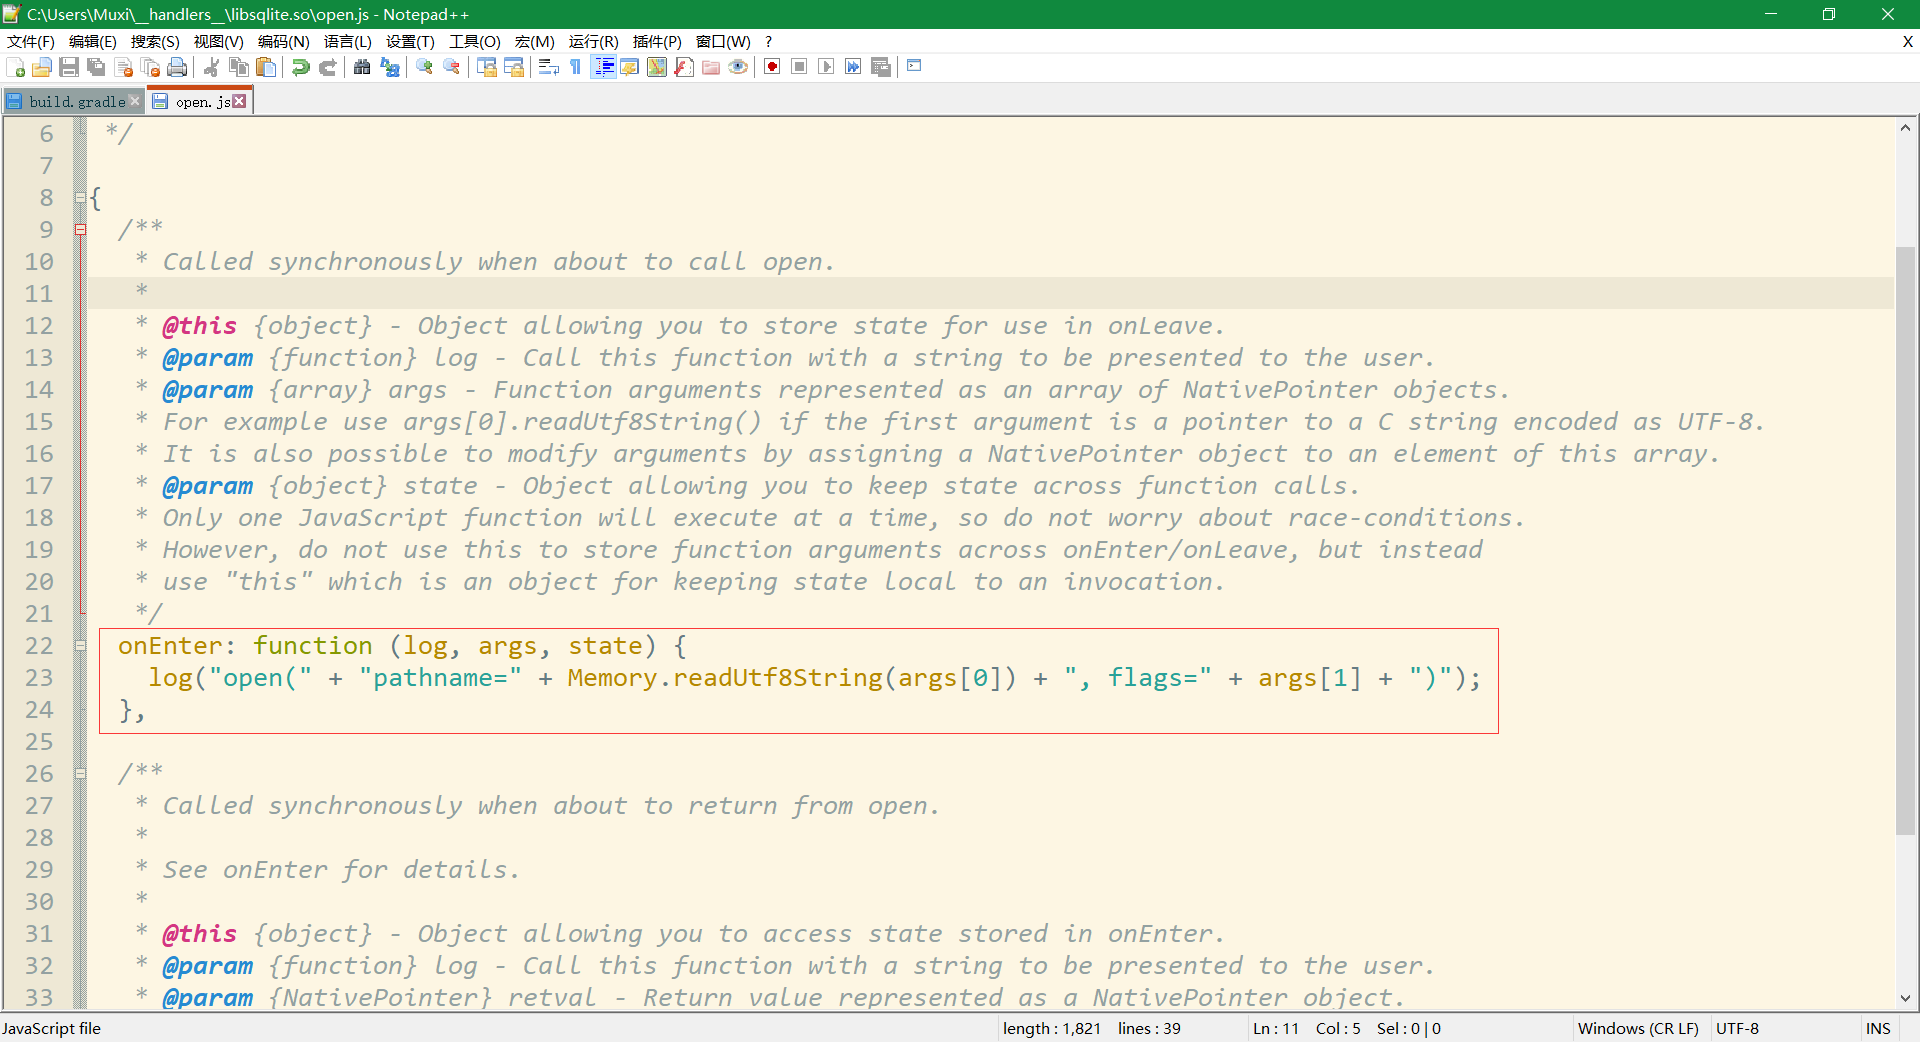 C:\Users\Muxi\__handlers__\libsqlite.so\open.js - Notepad++
文件(F) 编辑(E) 搜索(S) 视图(V) 编码(N) 语言(L) 设置(T) 工具(O) 宏(M) 运行(R) 插件(P) 窗口(W) ? X
build.gradle open.js
6 */
7
8 {
9 /**
10 * Called synchronously when about to call open.
11 *
12 * @this {object} - Object allowing you to store state for use in onLeave.
13 * @param {function} log - Call this function with a string to be presented to the user.
14 * @param {array} args - Function arguments represented as an array of NativePointer objects.
15 * For example use args[0].readUtf8String() if the first argument is a pointer to a C string encoded as UTF-8.
16 * It is also possible to modify arguments by assigning a NativePointer object to an element of this array.
17 * @param {object} state - Object allowing you to keep state across function calls.
18 * Only one JavaScript function will execute at a time, so do not worry about race-conditions.
19 * However, do not use this to store function arguments across onEnter/onLeave, but instead
20 * use "this" which is an object for keeping state local to an invocation.
21 */
22 onEnter: function (log, args, state) {
23 log("open(" + "pathname=" + Memory.readUtf8String(args[0]) + ", flags=" + args[1] + ")");
24 },
25
26 /**
27 * Called synchronously when about to return from open.
28 *
29 * See onEnter for details.
30 *
31 * @this {object} - Object allowing you to access state stored in onEnter.
32 * @param {function} log - Call this function with a string to be presented to the user.
33 * @param {NativePointer} retval - Return value represented as a NativePointer object.
JavaScript file length : 1,821 lines : 39 Ln : 11 Col : 5 Sel : 0 | 0 Windows (CR LF) UTF-8 INS